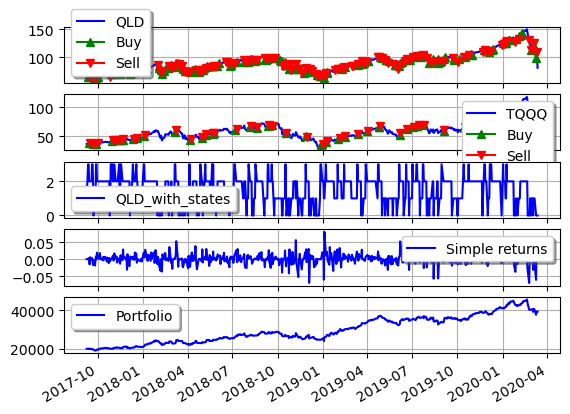 150
100
QLD
Buy
Sell
100
50
TQQQ
Buy
Sell
2
0
QLD_with_states
0.05
0.00
−0.05
Simple returns
40000
20000
Portfolio
2017-10
2018-01
2018-04
2018-07
2018-10
2019-01
2019-04
2019-07
2019-10
2020-01
2020-04